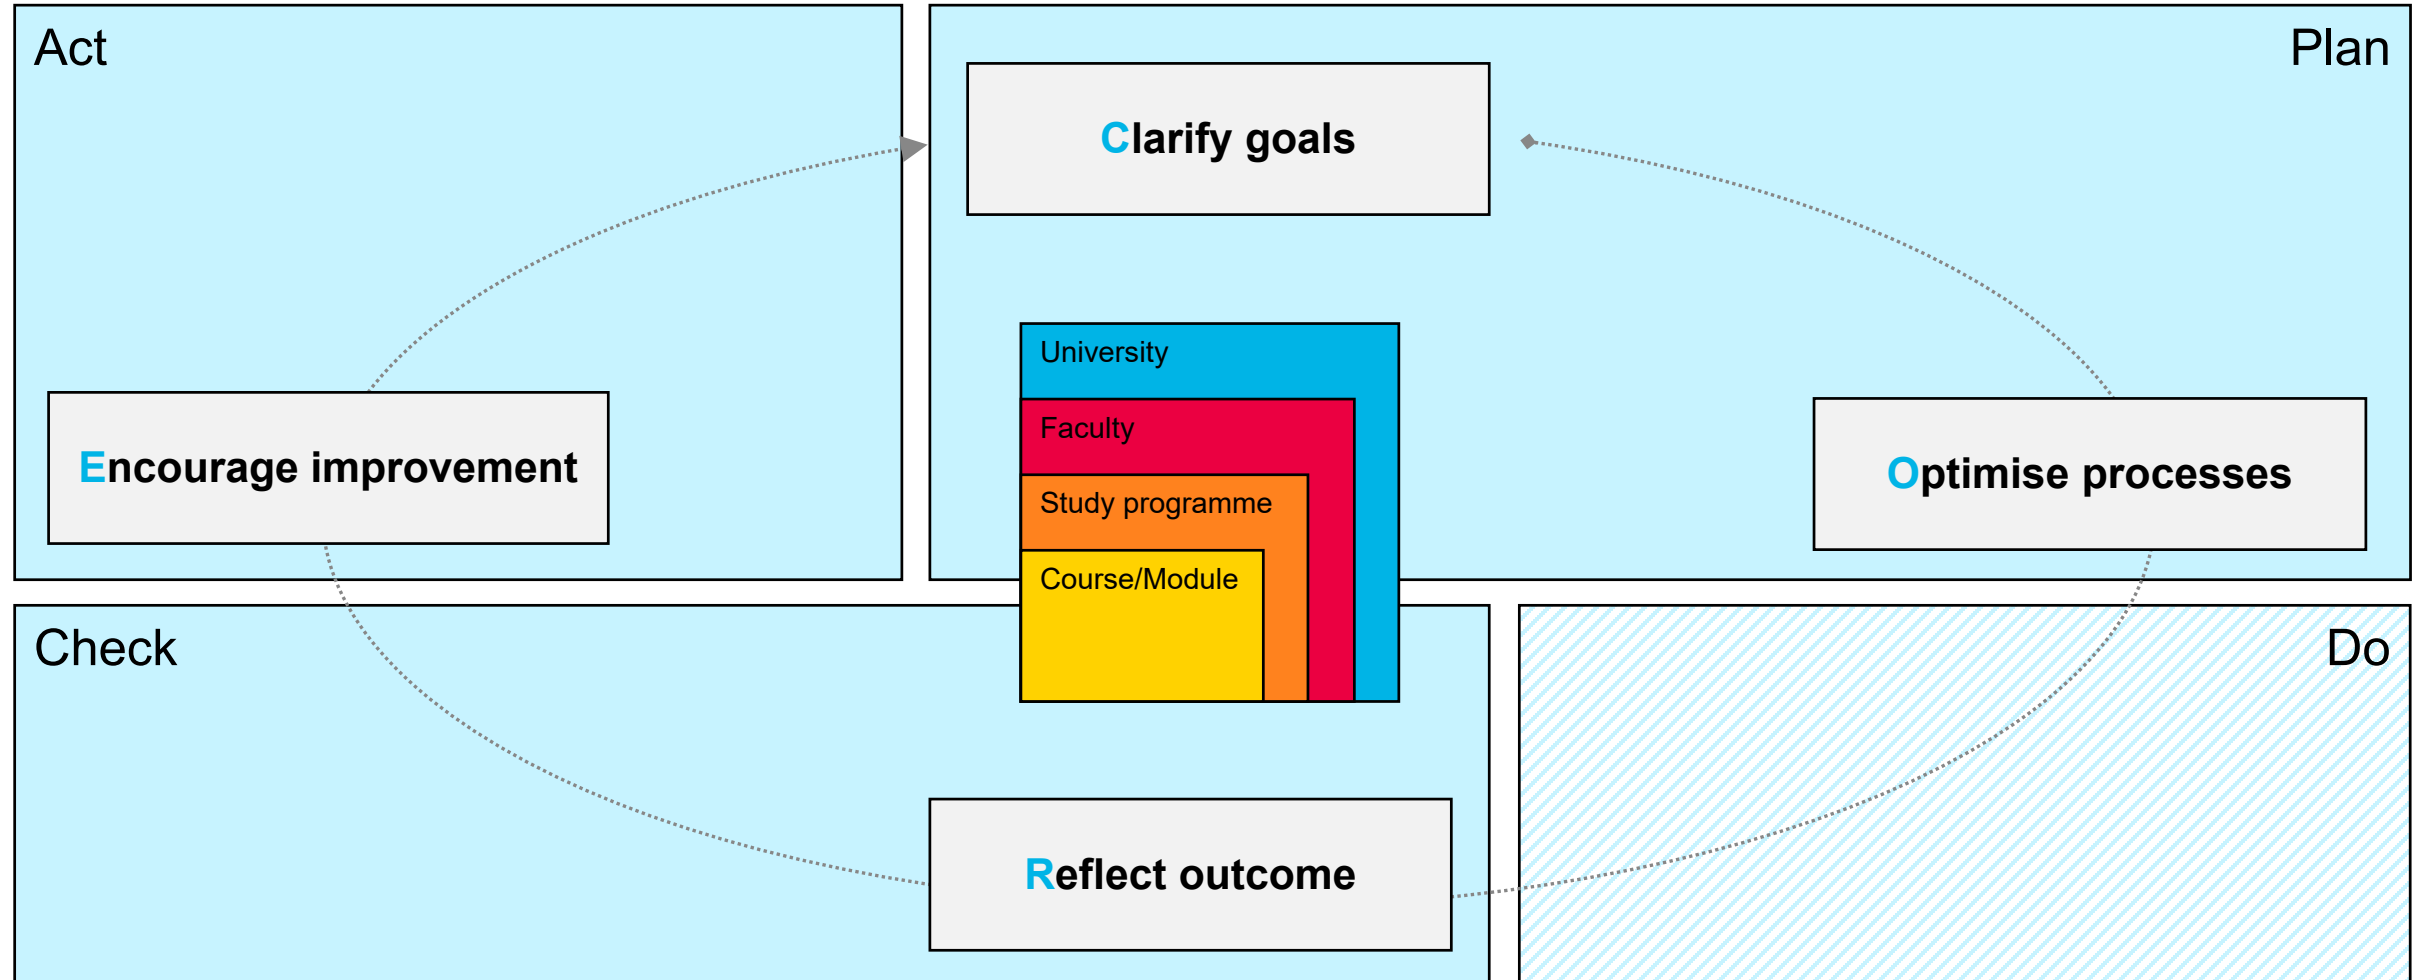 Act
Plan
Clarify goals
University
Faculty
Encourage improvement
Optimise processes
Study programme
Course/Module
Check
Do
Reflect outcome